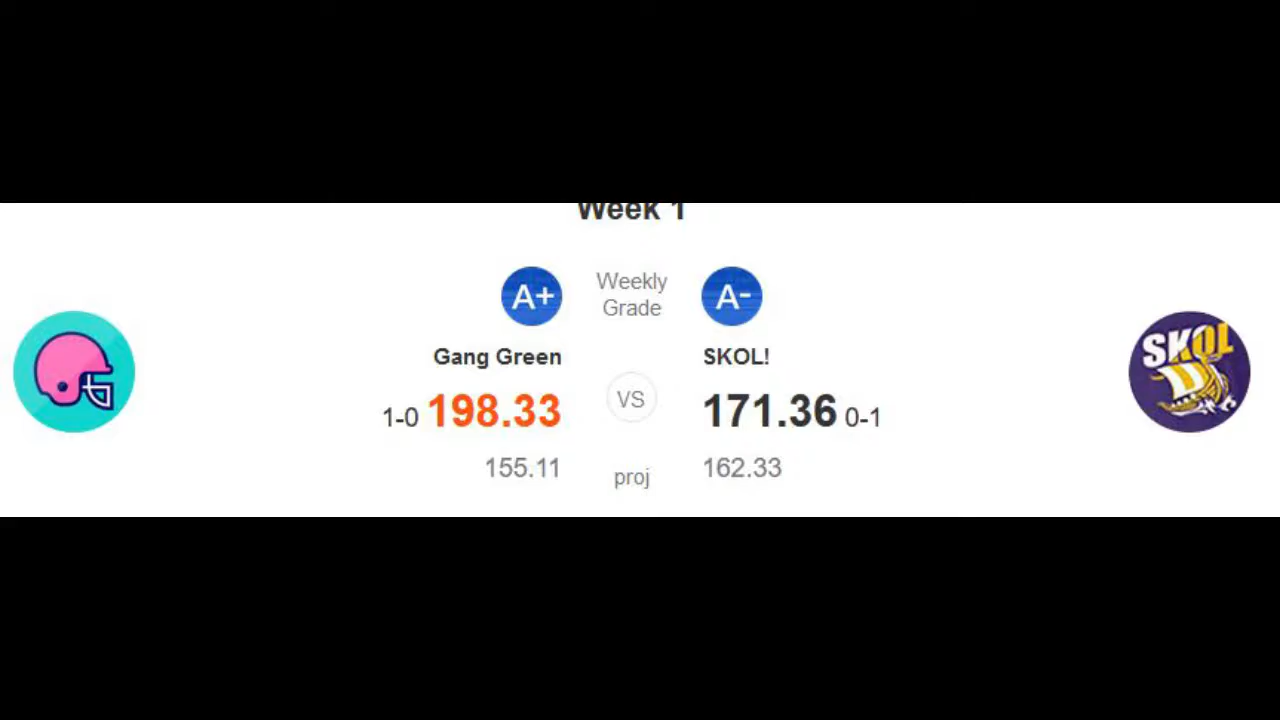 Week 1
A+ Weekly Grade A-
Gang Green SKOL!
1-0 198.33 VS 171.36 0-1
155.11 proj 162.33
SKOL